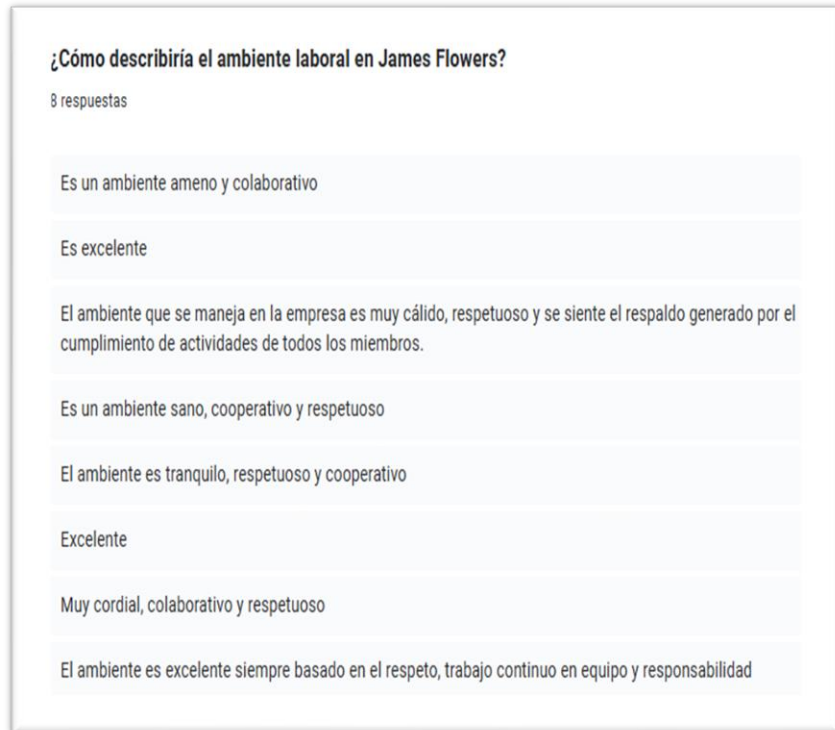 ¿Cómo describiría el ambiente laboral en James Flowers?
8 respuestas
Es un ambiente ameno y colaborativo
Es excelente
El ambiente que se maneja en la empresa es muy cálido, respetuoso y se siente el respaldo generado por el
cumplimiento de actividades de todos los miembros.
Es un ambiente sano, cooperativo y respetuoso
El ambiente es tranquilo, respetuoso y cooperativo
Excelente
Muy cordial, colaborativo y respetuoso
El ambiente es excelente siempre basado en el respeto, trabajo continuo en equipo y responsabilidad